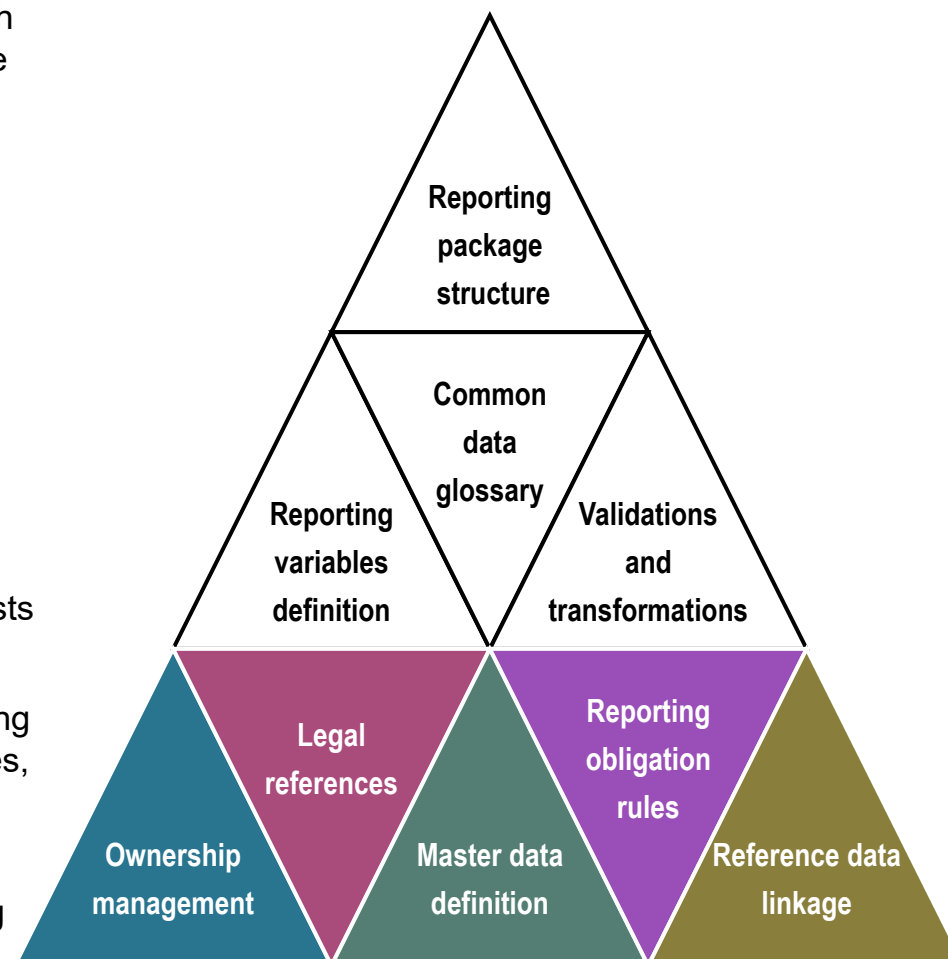 Reporting
package
structure
Common
data
glossary
Reporting
variables
definition
Validations
and
transformations
Legal
references
Reporting
obligation
rules
Ownership
management
Master data
definition
Reference data
linkage